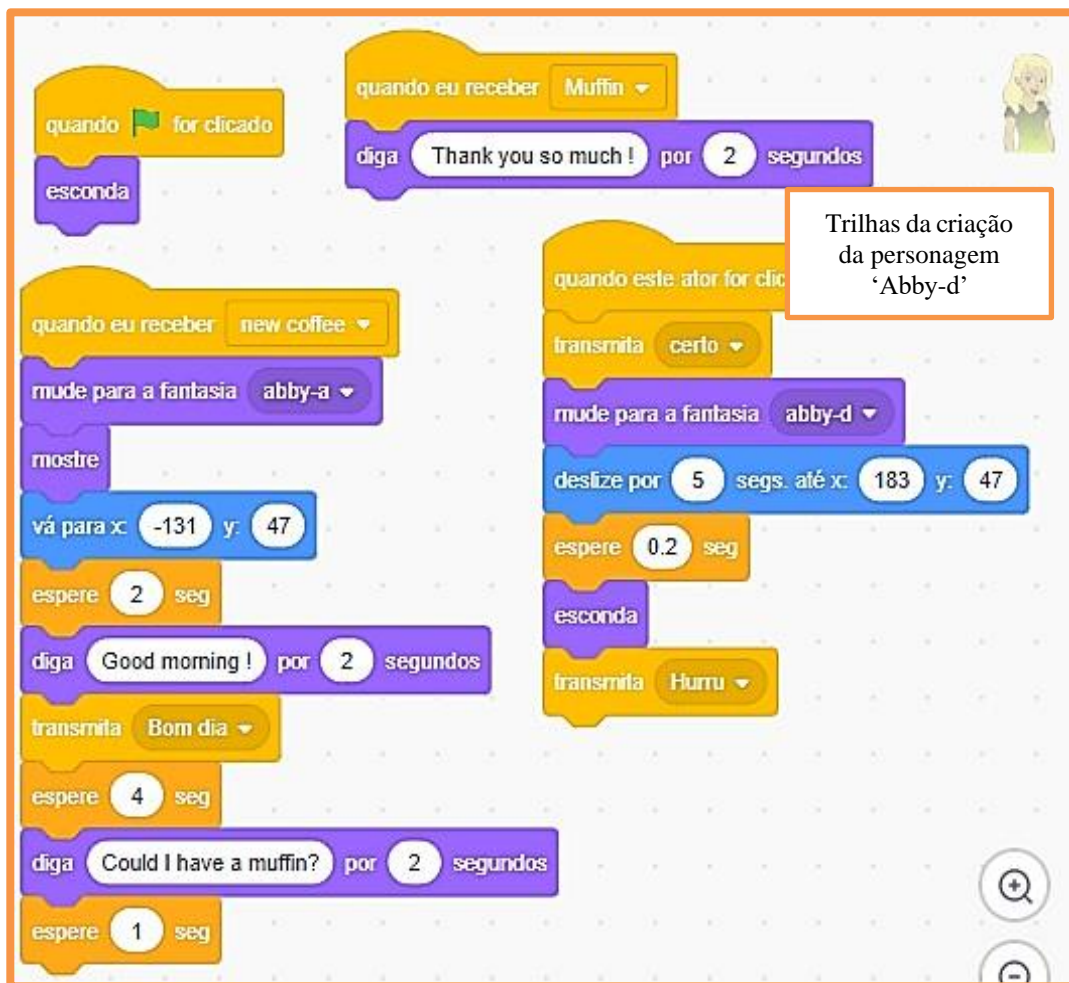 quando for clicado
esconda
quando eu receber Muffin
diga Thank you so much ! por 2 segundos
Trilhas da criação
da personagem
‘Abby-d’
quando eu receber new coffee
mude para a fantasia abby-a
mostre
vá para x: -131 y: 47
espere 2 seg
diga Good morning ! por 2 segundos
transmita Bom dia
espere 4 seg
diga Could I have a muffin? por 2 segundos
espere 1 seg
quando este ator for clic
transmita certo
mude para a fantasia abby-d
deslize por 5 segs. até x: 183 y: 47
espere 0.2 seg
esconda
transmita Hurru